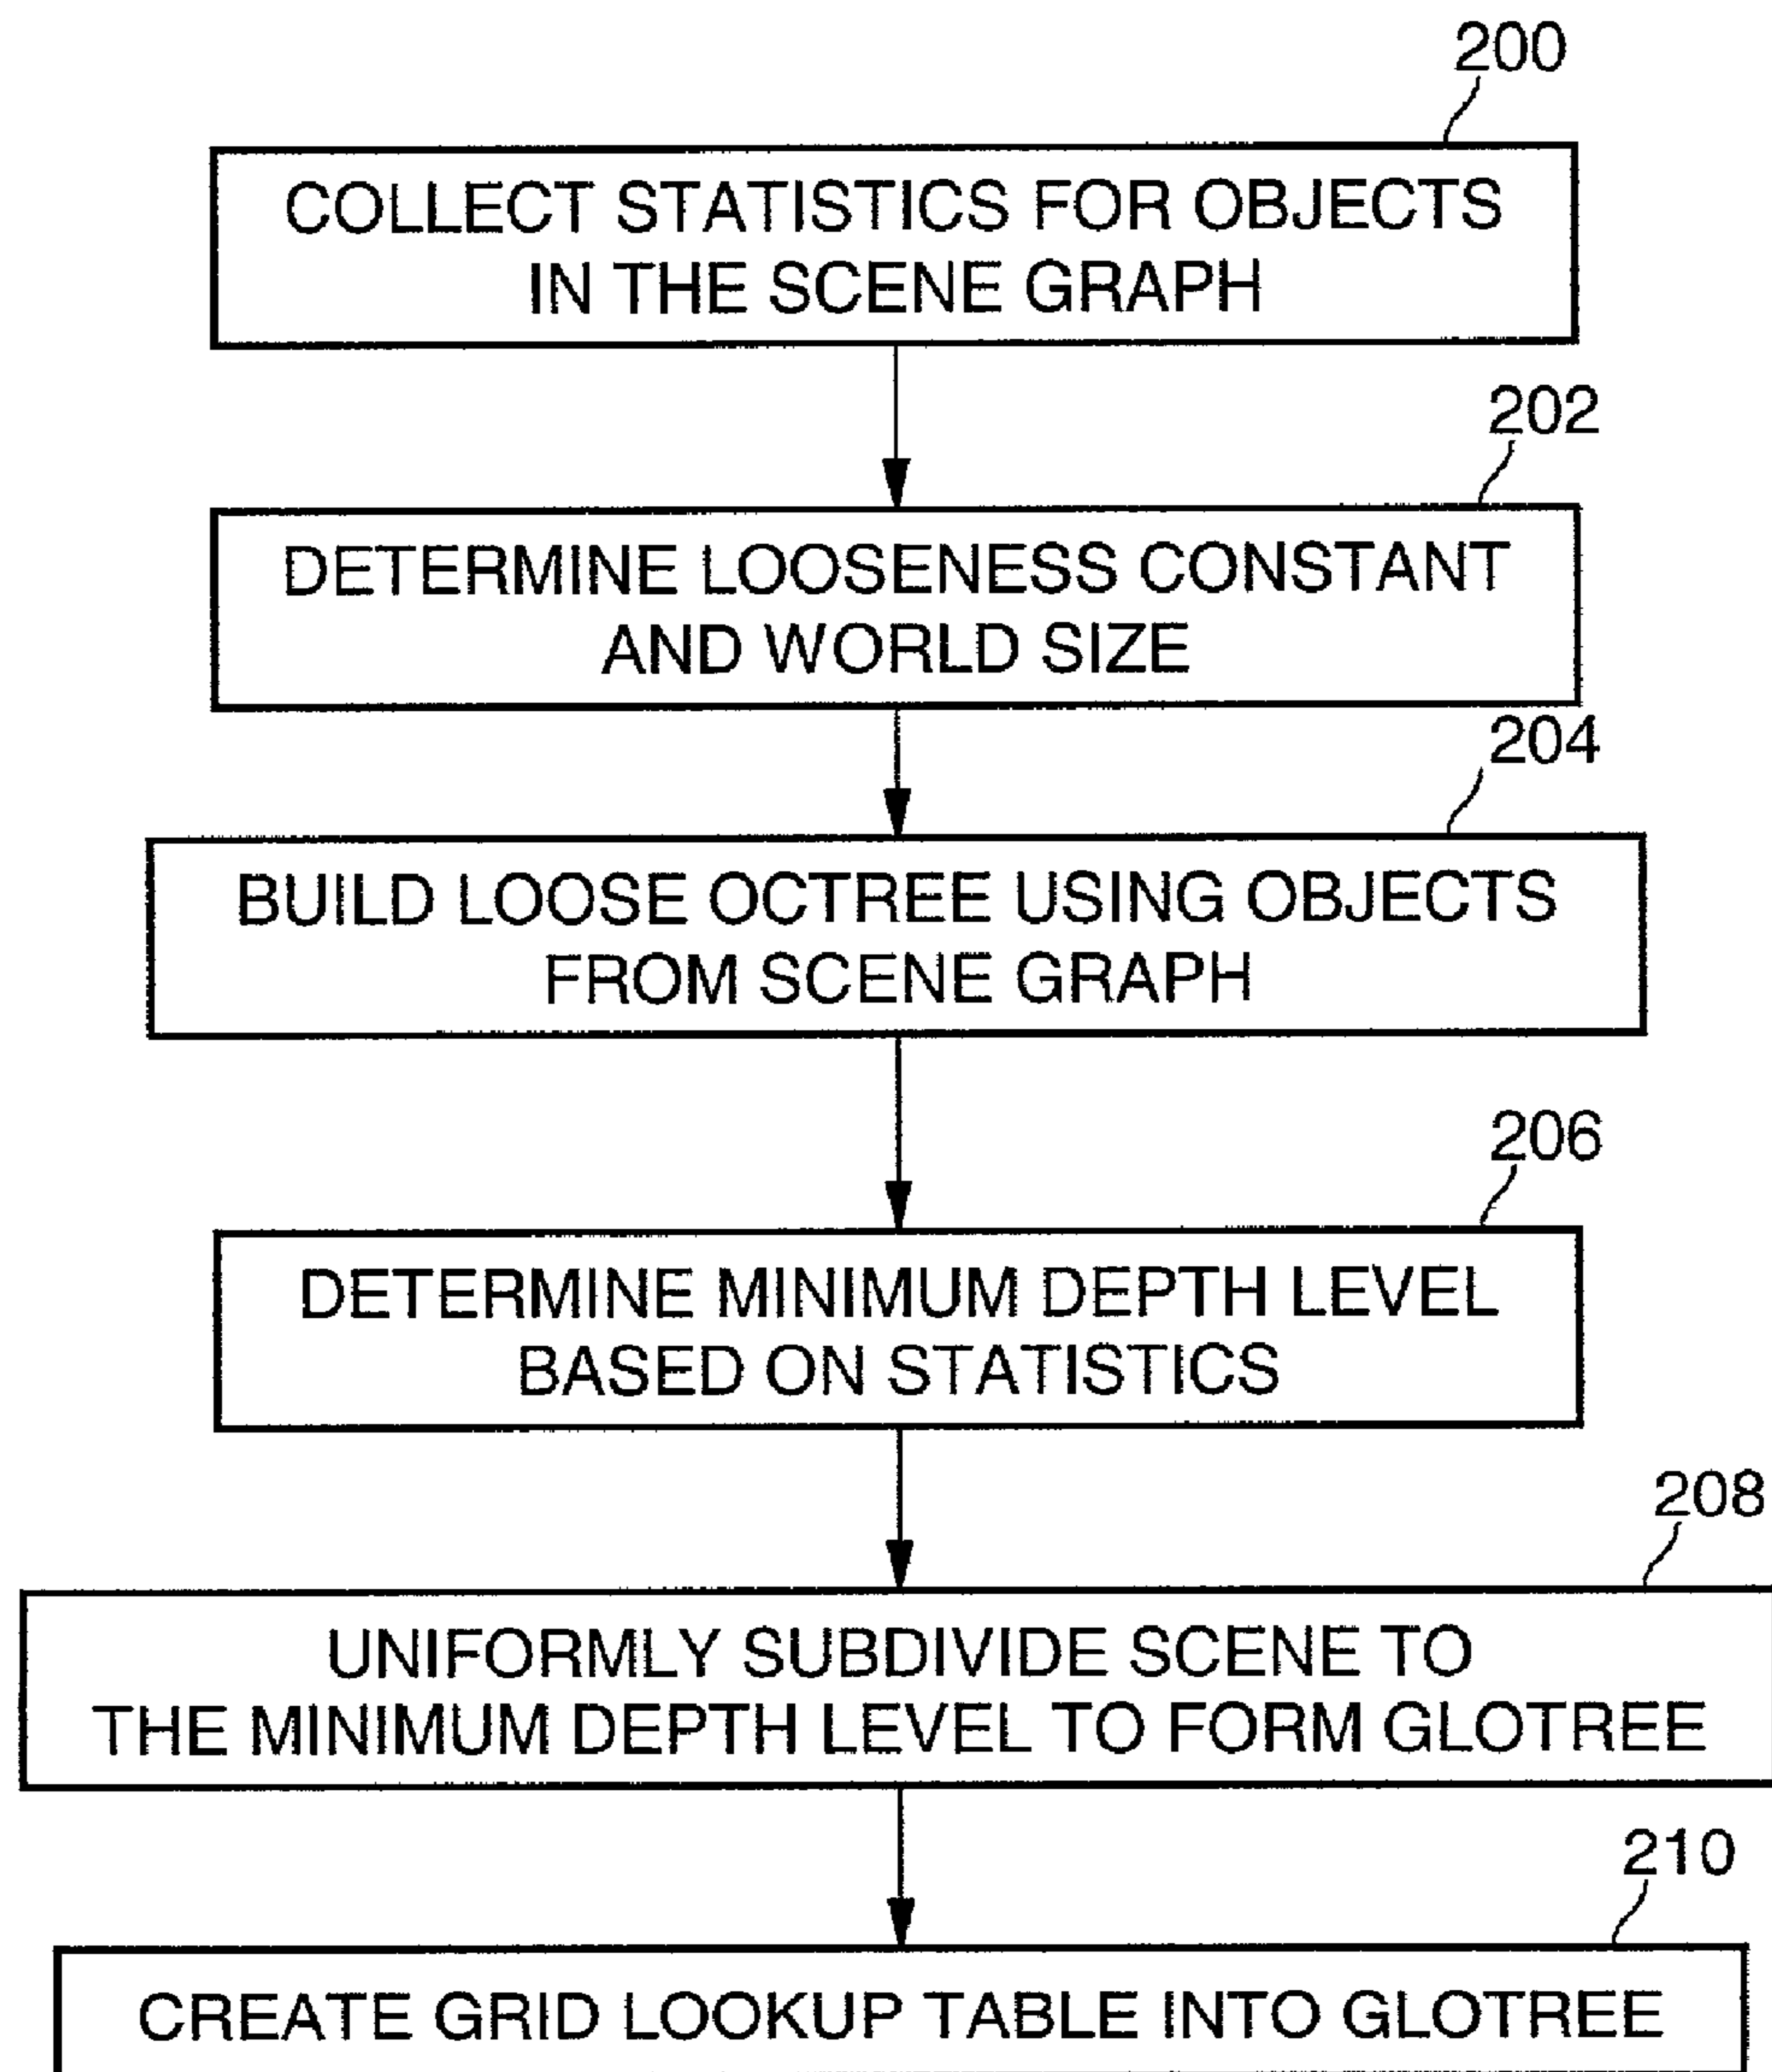 200
COLLECT STATISTICS FOR OBJECTS
IN THE SCENE GRAPH
202
DETERMINE LOOSENESS CONSTANT
AND WORLD SIZE
204
BUILD LOOSE OCTREE USING OBJECTS
FROM SCENE GRAPH
206
DETERMINE MINIMUM DEPTH LEVEL
BASED ON STATISTICS
208
UNIFORMLY SUBDIVIDE SCENE TO
THE MINIMUM DEPTH LEVEL TO FORM GLOTREE
210
CREATE GRID LOOKUP TABLE INTO GLOTREE